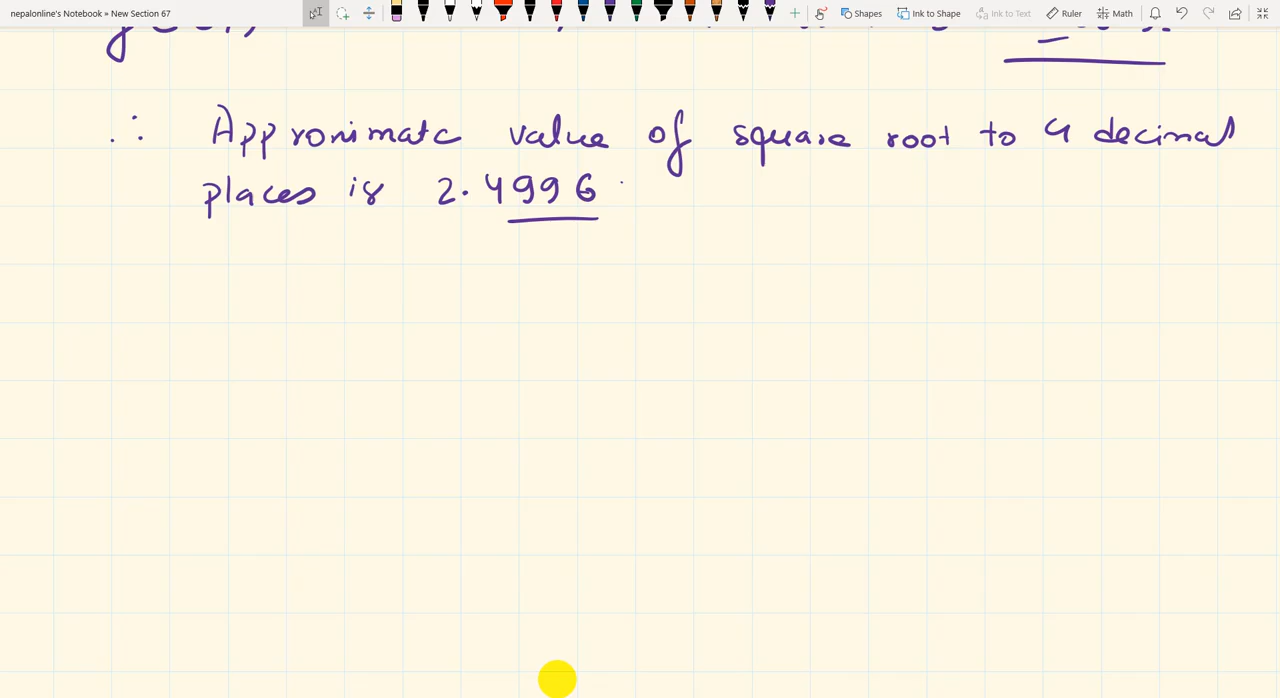 nepalonline's Notebook » New Section 67
Shapes Ink to Shape Ink to Text Ruler Math
∴ Approximate value of square root to 4 decimal
places is 2.4996